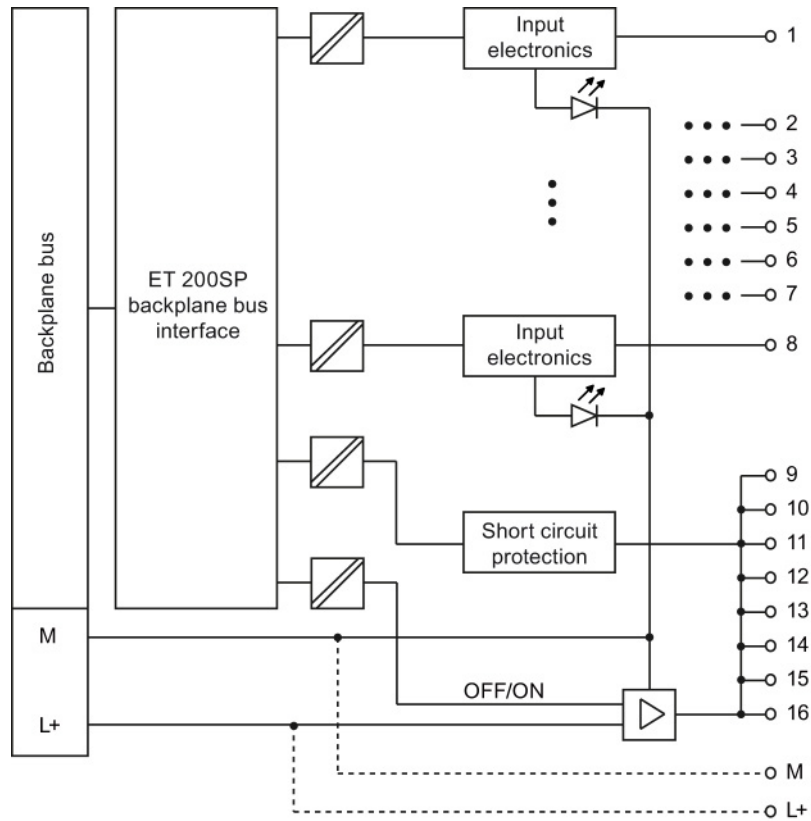 Backplane bus
ET 200SP
backplane bus
interface
Input
electronics
1
2
3
4
5
6
7
Input
electronics
8
9
10
11
Short circuit
protection
12
13
14
15
16
M
OFF/ON
L+
M
L+